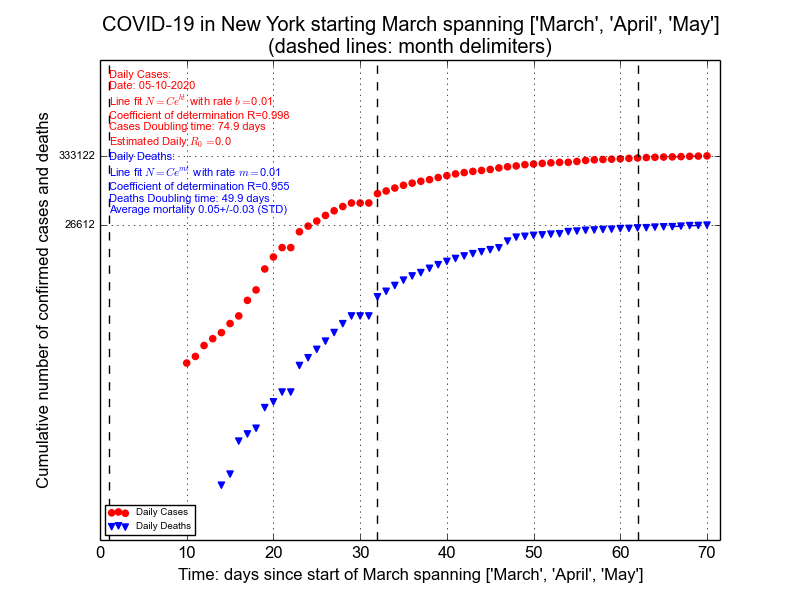 COVID-19 in New York starting March spanning ['March', 'April', 'May']
(dashed lines: month delimiters)
Daily Cases:
Date: 05-10-2020
Line fit N = Ce^{bt} with rate b = 0.01
Coefficient of determination R=0.998
Cases Doubling time: 74.9 days
Estimated Daily R_0 = 0.0
Daily Deaths:
Line fit N = Ce^{mt} with rate m = 0.01
Coefficient of determination R=0.955
Deaths Doubling time: 49.9 days
Average mortality 0.05+/-0.03 (STD)
333122
26612
Cumulative number of confirmed cases and deaths
Daily Cases
Daily Deaths
0 10 20 30 40 50 60 70
Time: days since start of March spanning ['March', 'April', 'May']